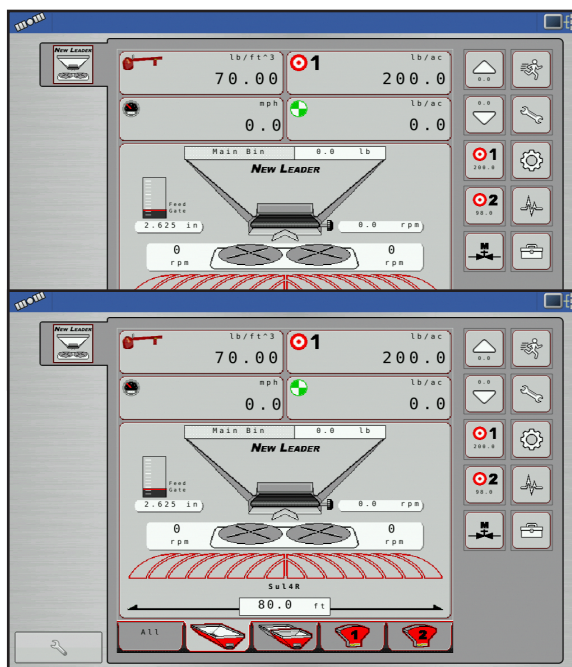 NEW LEADER
lb/ft^3
70.00
1
lb/ac
200.0
mph
0.0
lb/ac
0.0
Main Bin 0.0 lb
NEW LEADER
Feed
Gate
2.625 in
0.0 rpm
0
rpm
0
rpm
0.0
0.0
1
200.0
2
98.0
M
NEW LEADER
lb/ft^3
70.00
1
lb/ac
200.0
mph
0.0
lb/ac
0.0
Main Bin 0.0 lb
NEW LEADER
Feed
Gate
2.625 in
0.0 rpm
0
rpm
0
rpm
Sul4R
80.0 ft
All
1
2
0.0
0.0
1
200.0
2
98.0
M